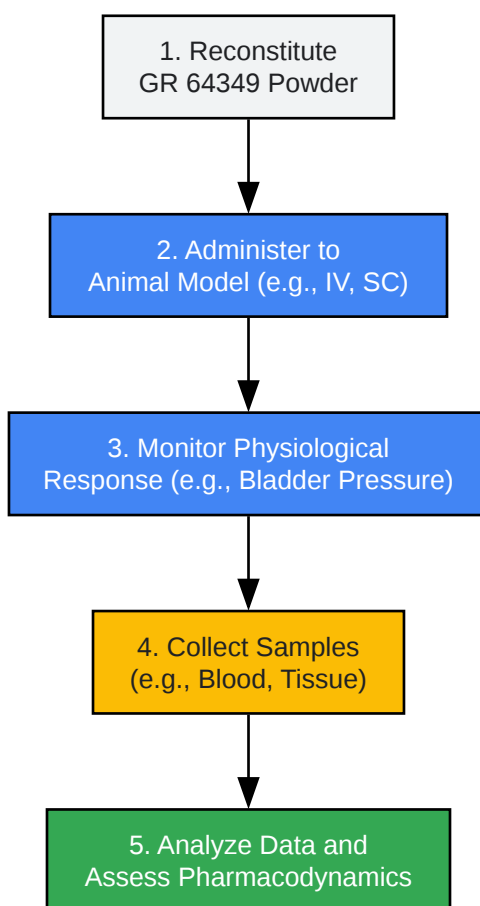 1. Reconstitute
GR 64349 Powder
2. Administer to
Animal Model (e.g., IV, SC)
3. Monitor Physiological
Response (e.g., Bladder Pressure)
4. Collect Samples
(e.g., Blood, Tissue)
5. Analyze Data and
Assess Pharmacodynamics